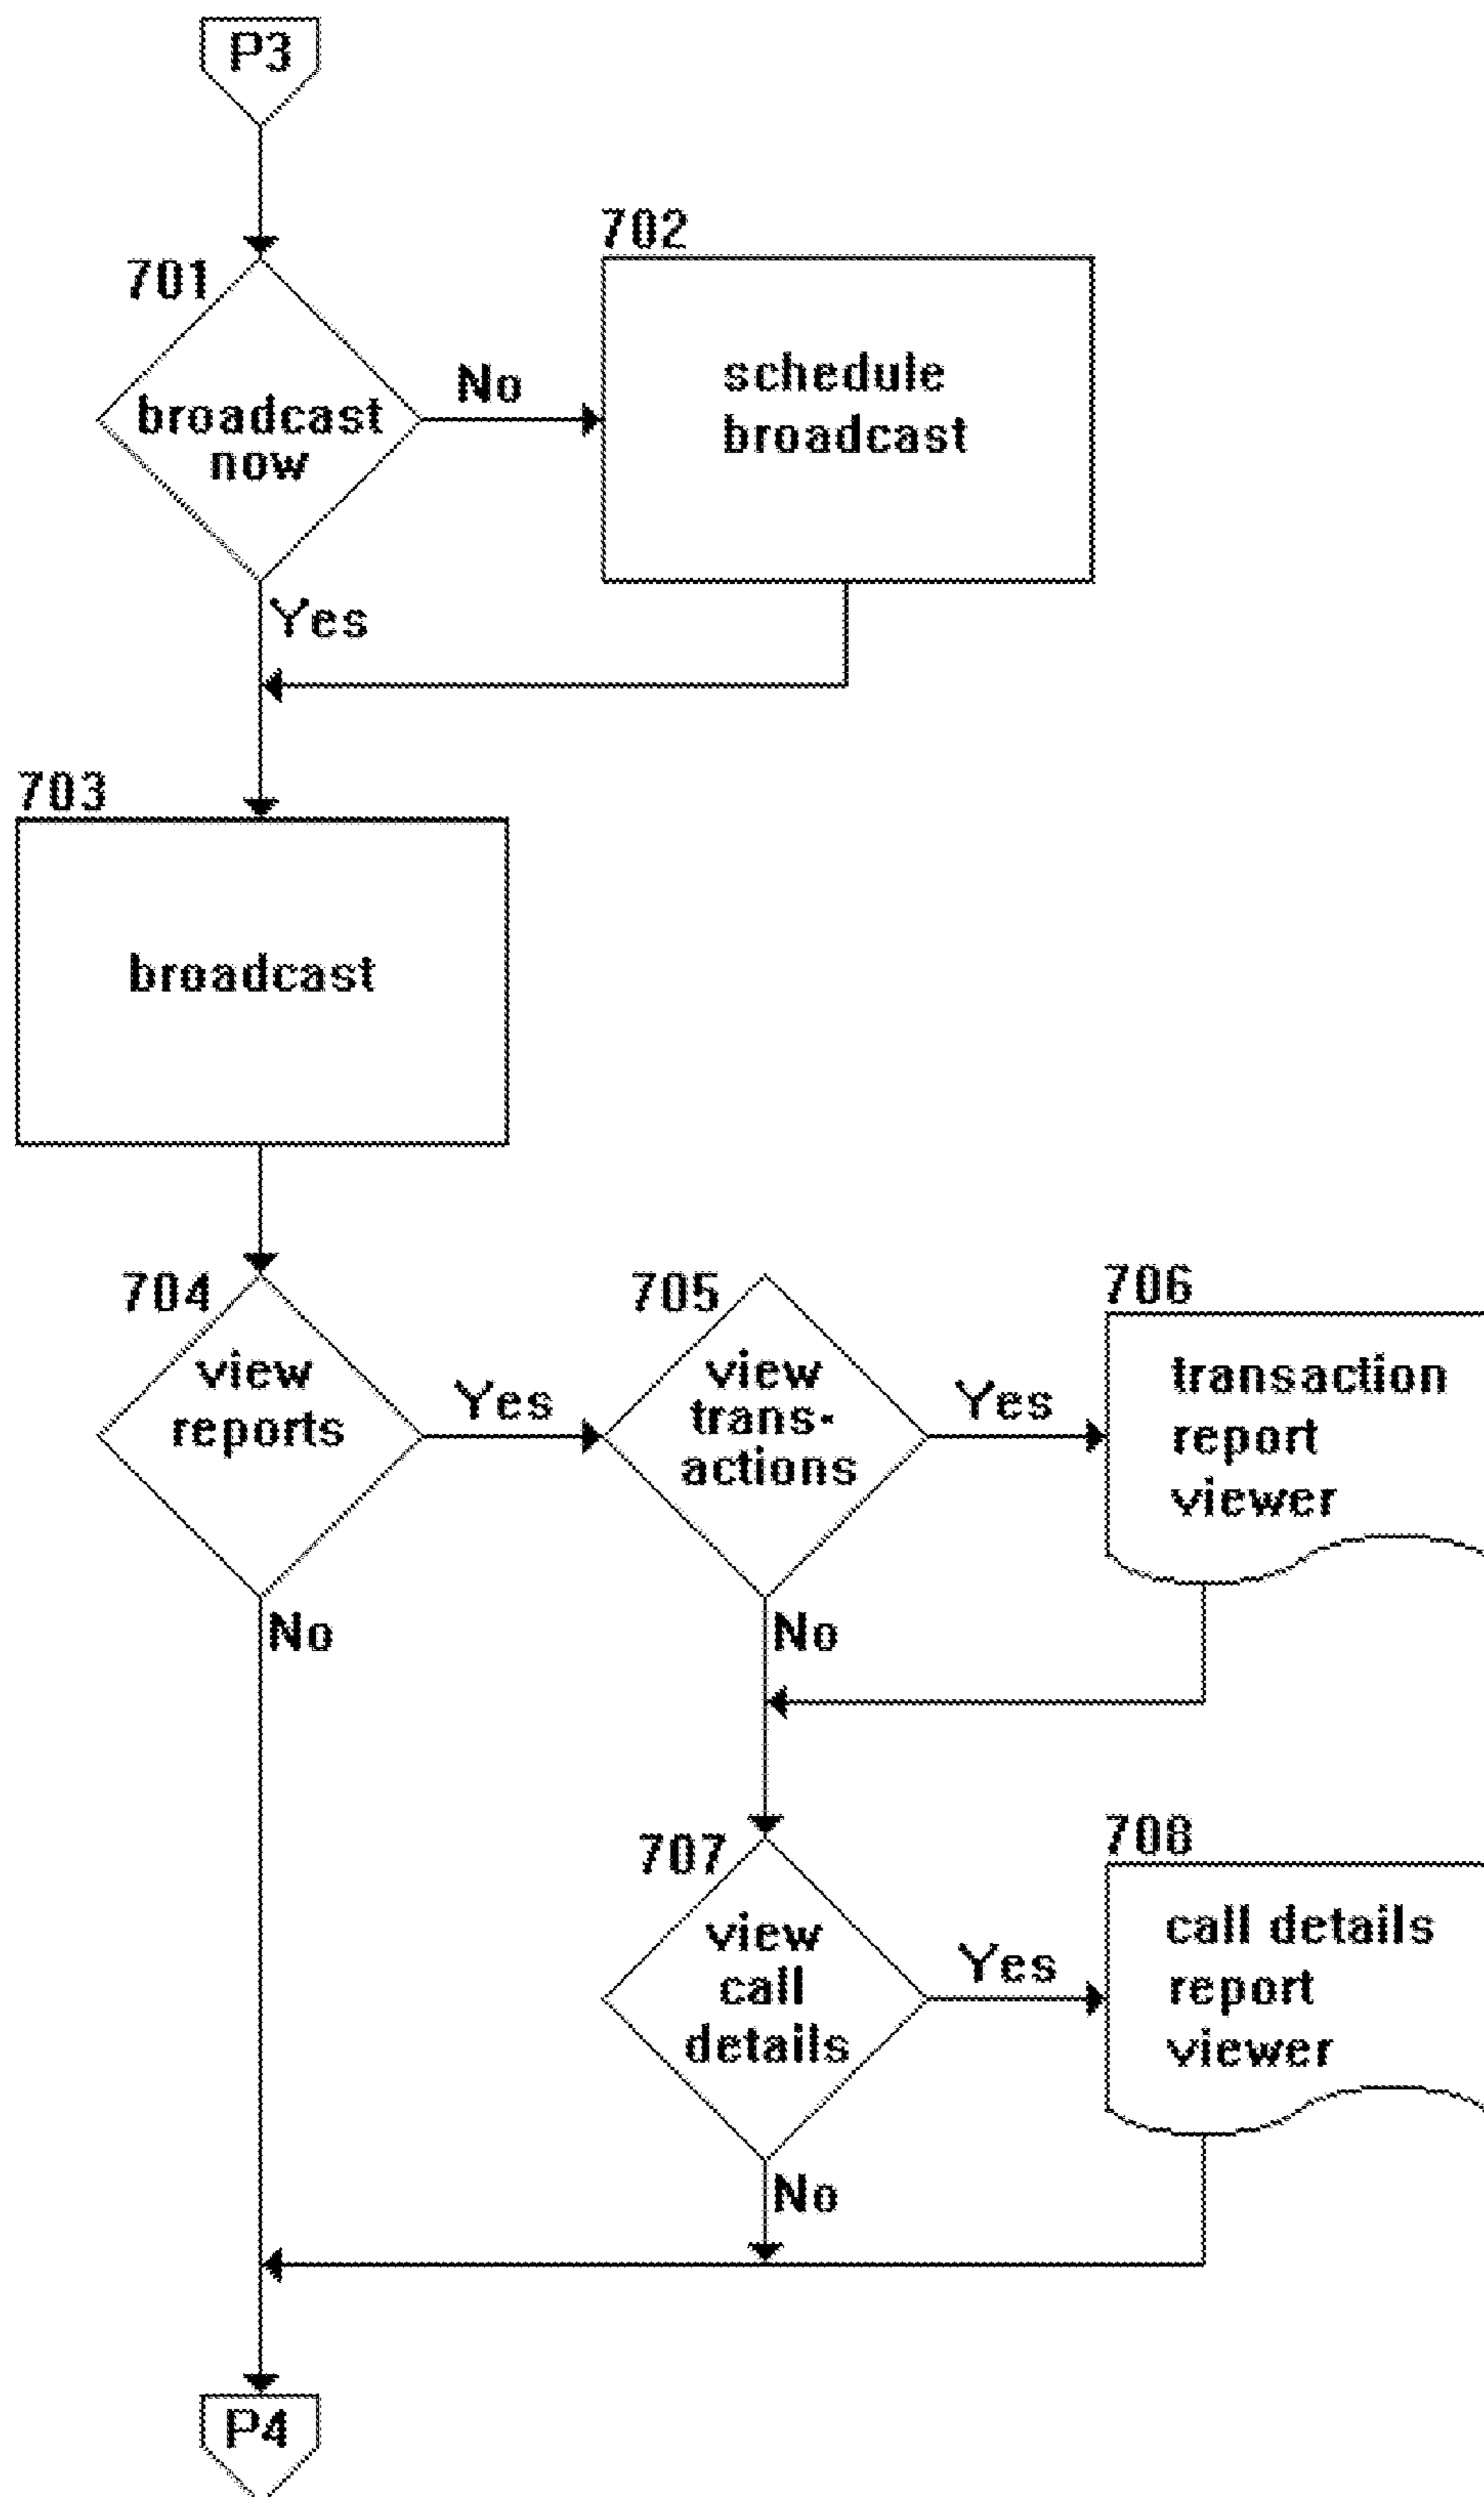 P3
701
702
broadcast
now
No
schedule
broadcast
Yes
703
broadcast
704
view
reports
Yes
705
view
trans-
actions
Yes
706
transaction
report
viewer
No
No
707
view
call
details
Yes
708
call details
report
viewer
No
P4